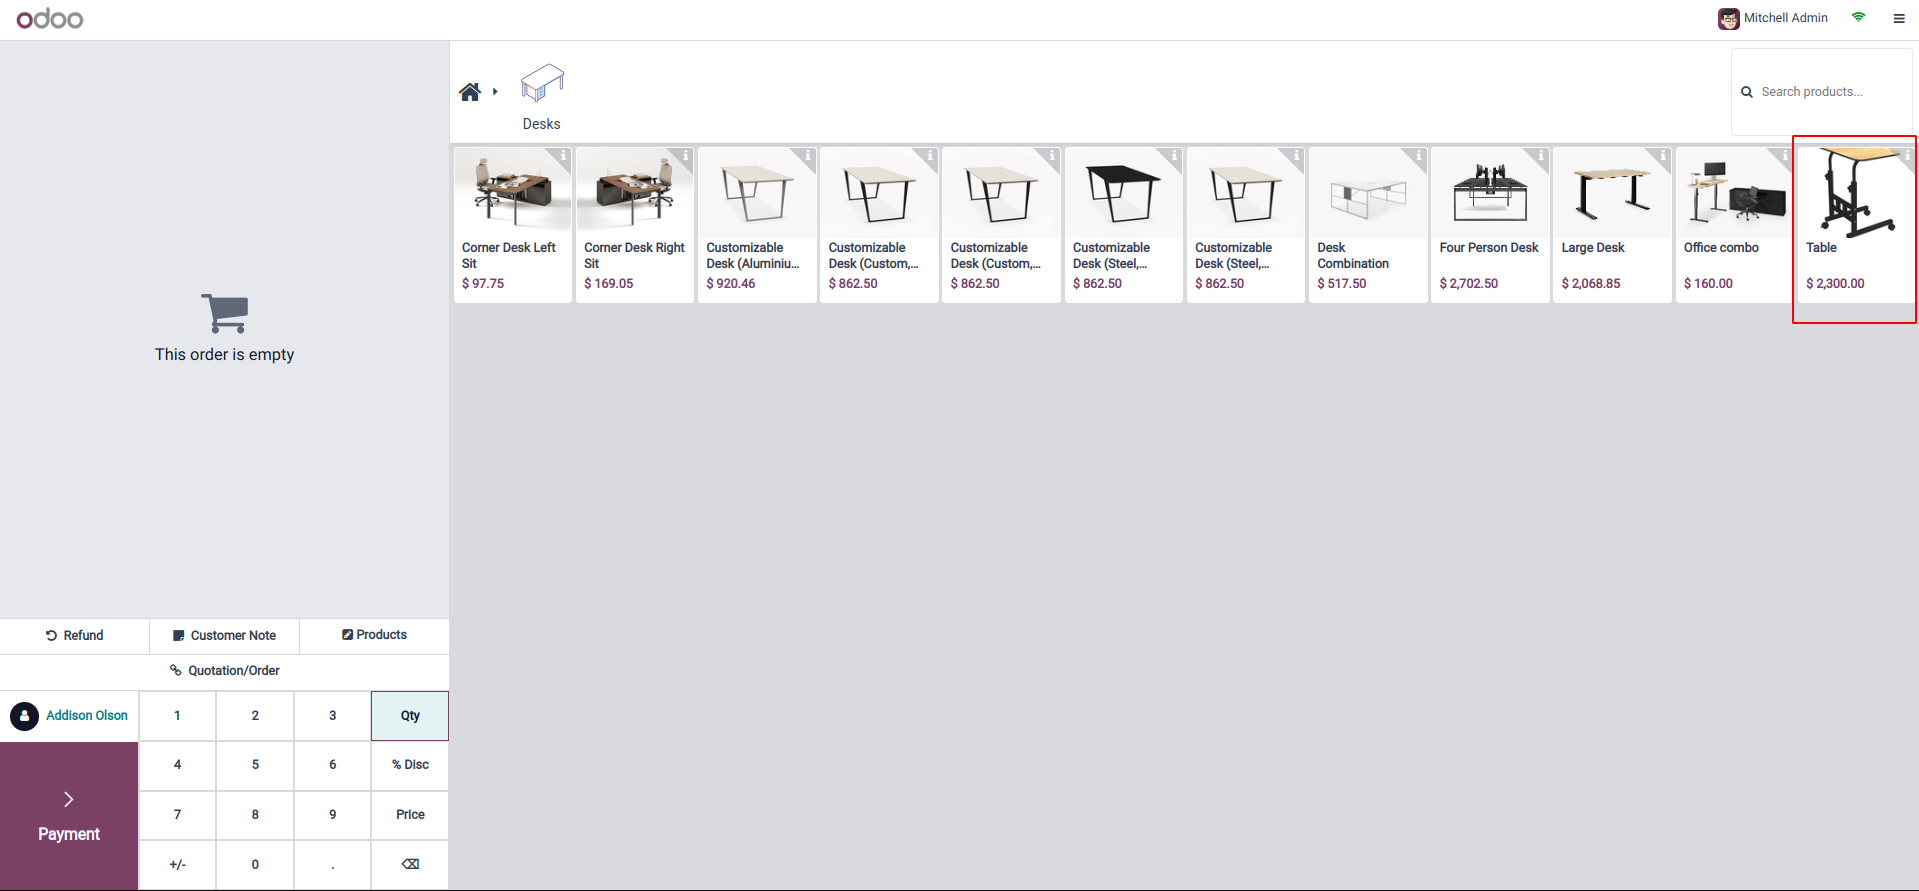 odoo
Mitchell Admin
Desks
Search products...
Corner Desk Left
Sit
$ 97.75
Corner Desk Right
Sit
$ 169.05
Customizable
Desk (Aluminiu...
$ 920.46
Customizable
Desk (Custom,...
$ 862.50
Customizable
Desk (Custom,...
$ 862.50
Customizable
Desk (Steel,...
$ 862.50
Customizable
Desk (Steel,...
$ 862.50
Desk
Combination
$ 517.50
Four Person Desk
$ 2,702.50
Large Desk
$ 2,068.85
Office combo
$ 160.00
Table
$ 2,300.00
This order is empty
Refund
Customer Note
Products
Quotation/Order
Addison Olson
1 2 3 Qty
4 5 6 % Disc
7 8 9 Price
+/- 0 .
Payment